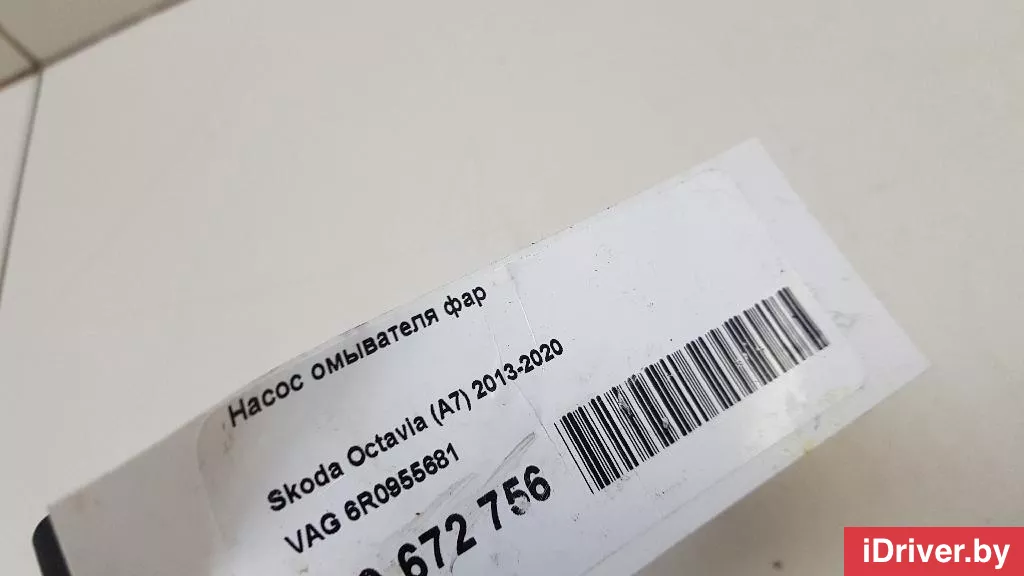 Насос омывателя фар
Skoda Octavia (A7) 2013-2020
VAG 6R0955681
672 756
iDriver.by